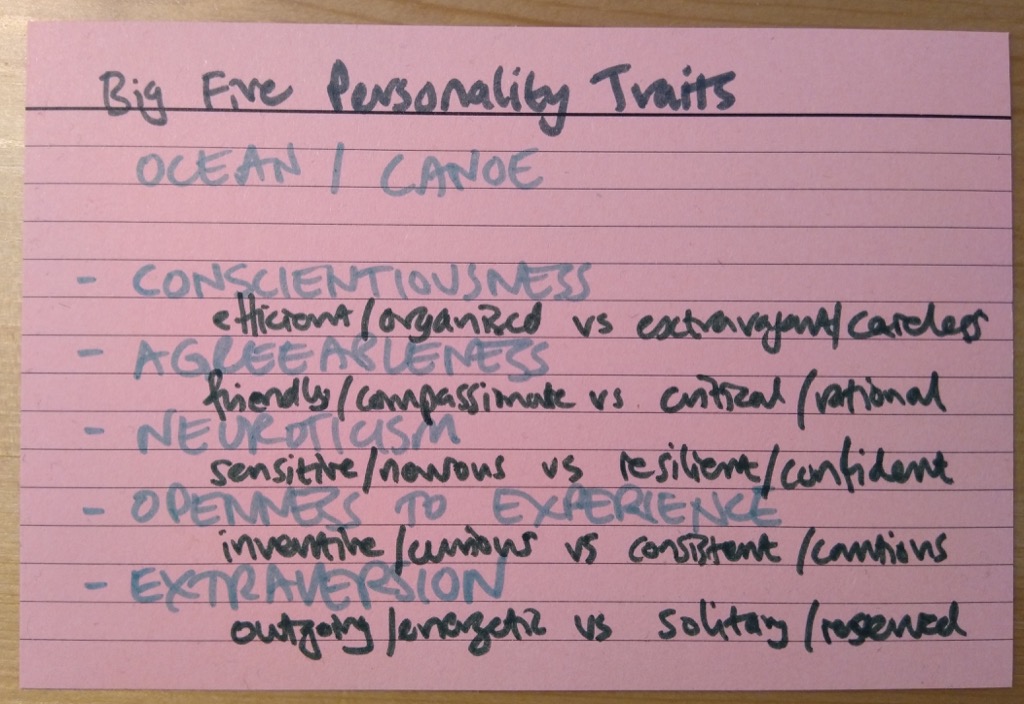 Big Five Personality Traits
OCEAN / CANOE
- CONSCIENTIOUSNESS
efficient/organized vs extravagant/careless
- AGREEABLENESS
friendly/compassionate vs critical/rational
- NEUROTICISM
sensitive/nervous vs resilient/confident
- OPENNESS TO EXPERIENCE
inventive/curious vs consistent/cautious
- EXTRAVERSION
outgoing/energetic vs solitary/reserved